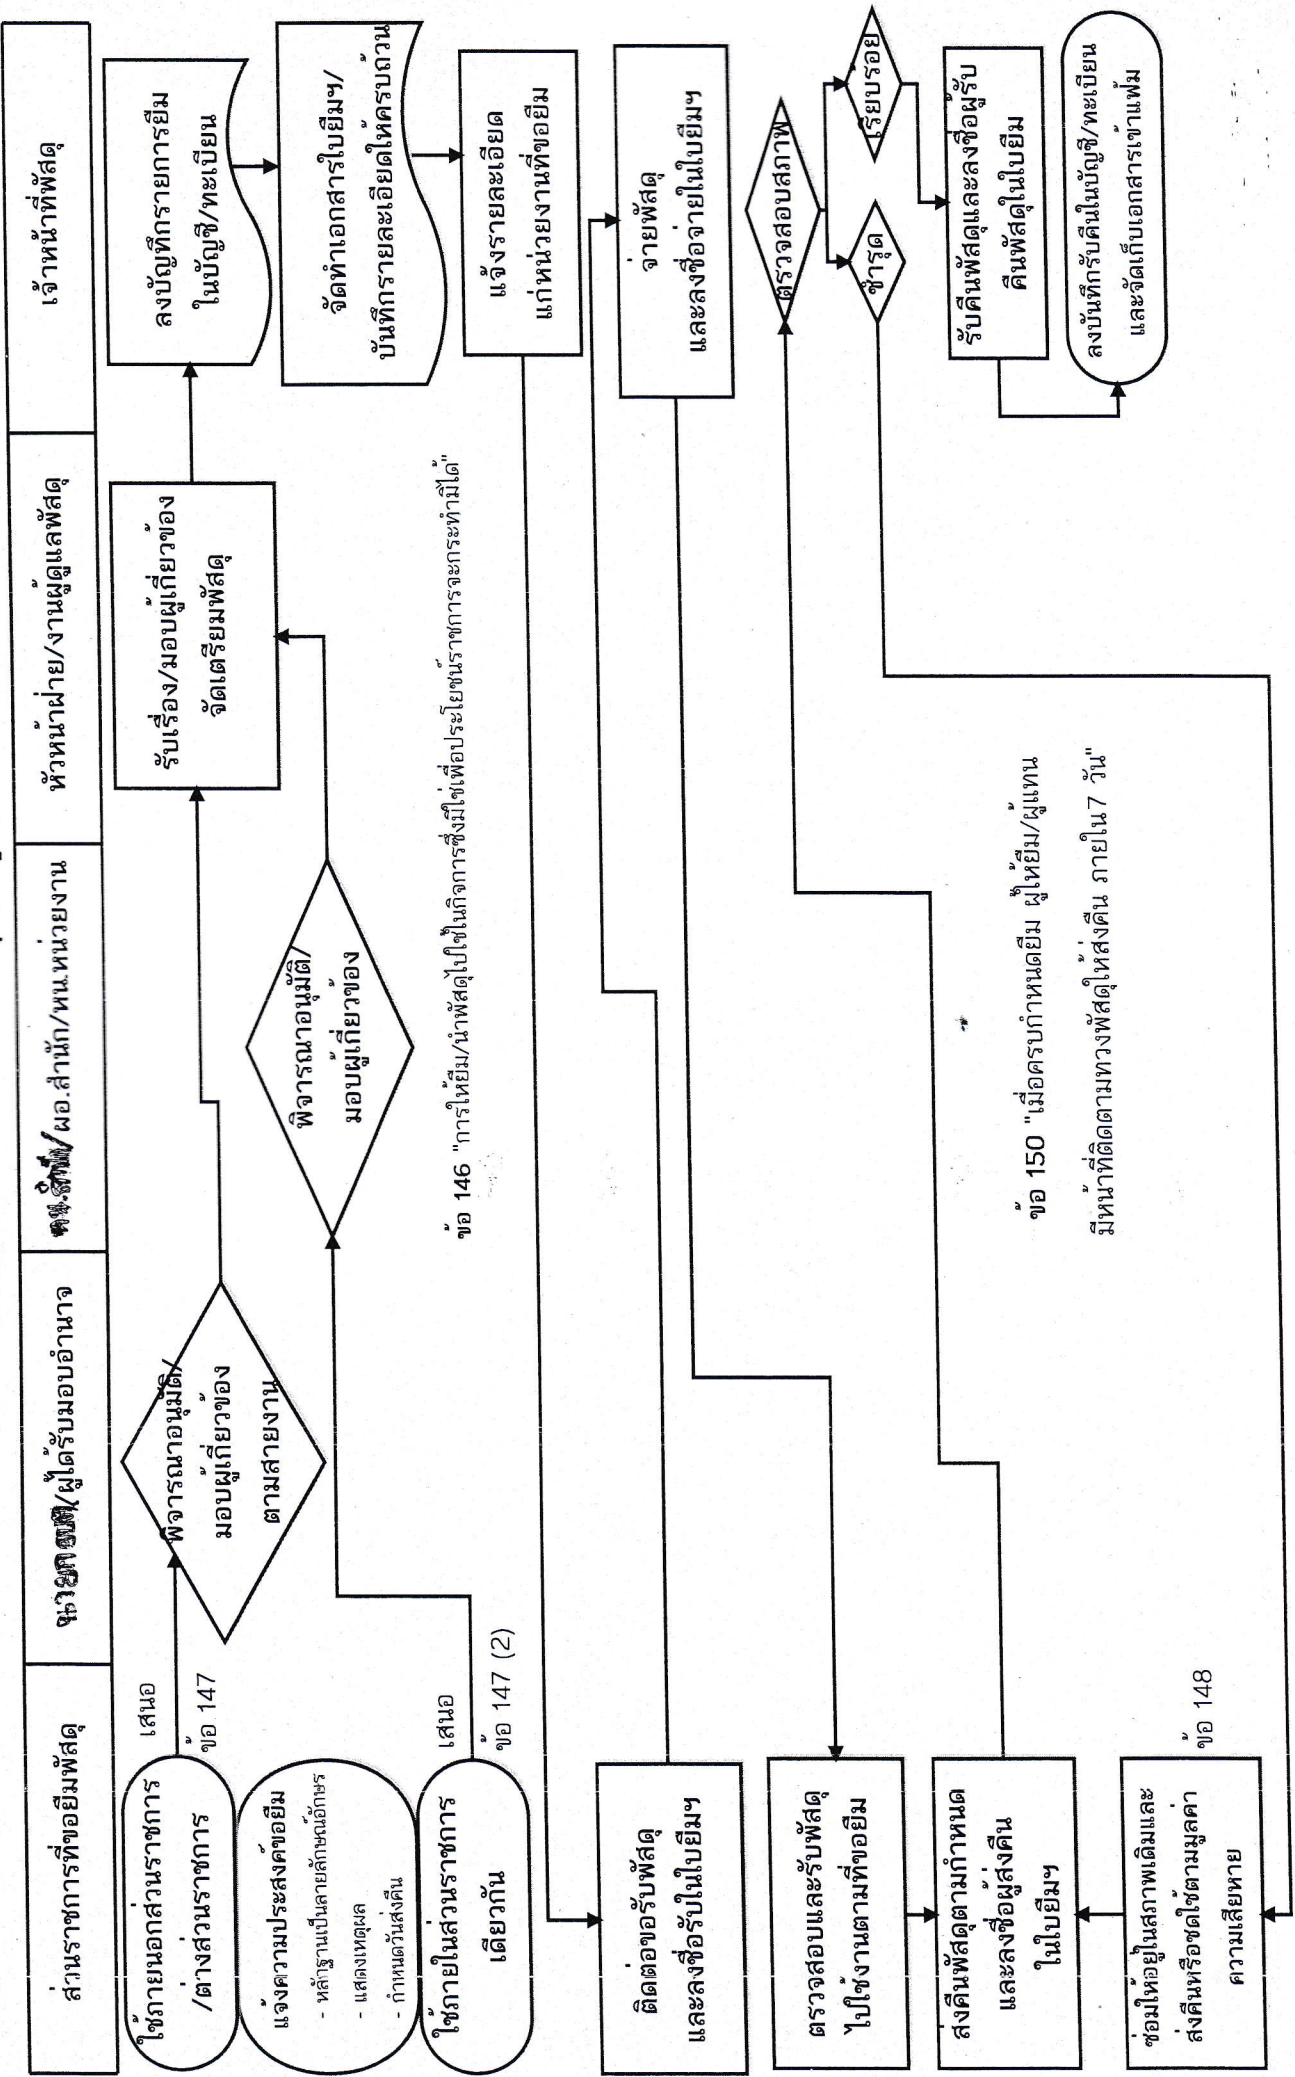 ส่วนราชการที่ขอยืมพัสดุ
/ผู้ได้รับมอบอำนาจ
/ผอ.สำนัก/หน.หน่วยงาน
หัวหน้าฝ่าย/งานผู้ดูแลพัสดุ
เจ้าหน้าที่พัสดุ
ใช้ภายนอกส่วนราชการ
/ต่างส่วนราชการ
เสนอ
ข้อ 147
พิจารณาอนุมัติ/
มอบผู้เกี่ยวข้อง
ตามสายงาน
รับเรื่อง/มอบผู้เกี่ยวข้อง
จัดเตรียมพัสดุ
ลงบัญชีกรายการยืม
ในบัญชี/ทะเบียน
แจ้งความประสงค์ขอยืม
- หลักฐานเป็นลายลักษณ์อักษร
- แสดงเหตุผล
- กำหนดวันส่งคืน
พิจารณาอนุมัติ/
มอบผู้เกี่ยวข้อง
จัดทำเอกสารใบยืมฯ/
บันทึกรายละเอียดให้ครบถ้วน
ใช้ภายในส่วนราชการ
เดียวกัน
เสนอ
ข้อ 147 (2)
ข้อ 146 "การให้ยืม/นำพัสดุไปใช้ในกิจการซึ่งมิใช่เพื่อประโยชน์ราชการจะกระทำมิได้"
แจ้งรายละเอียด
แก่หน่วยงานที่ขอยืม
ติดต่อขอรับพัสดุ
และลงชื่อรับในใบยืมฯ
จ่ายพัสดุ
และลงชื่อจ่ายในใบยืมฯ
ตรวจสอบและรับพัสดุ
ไปใช้งานตามที่ขอยืม
ตรวจสอบสภาพ
ชำรุด
เรียบร้อย
ส่งคืนพัสดุตามกำหนด
และลงชื่อผู้ส่งคืน
ในใบยืมฯ
รับคืนพัสดุและลงชื่อผู้รับ
คืนพัสดุในใบยืม
ข้อ 150 "เมื่อครบกำหนดยืม ผู้ให้ยืม/ผู้แทน
มีหน้าที่ติดตามทวงพัสดุให้ส่งคืน ภายใน7 วัน"
ลงบันทึกรับคืนในบัญชี/ทะเบียน
และจัดเก็บเอกสารเข้าแฟ้ม
ซ่อมให้อยู่ในสภาพเดิมและ
ส่งคืนหรือชดใช้ตามมูลค่า
ความเสียหาย
ข้อ 148